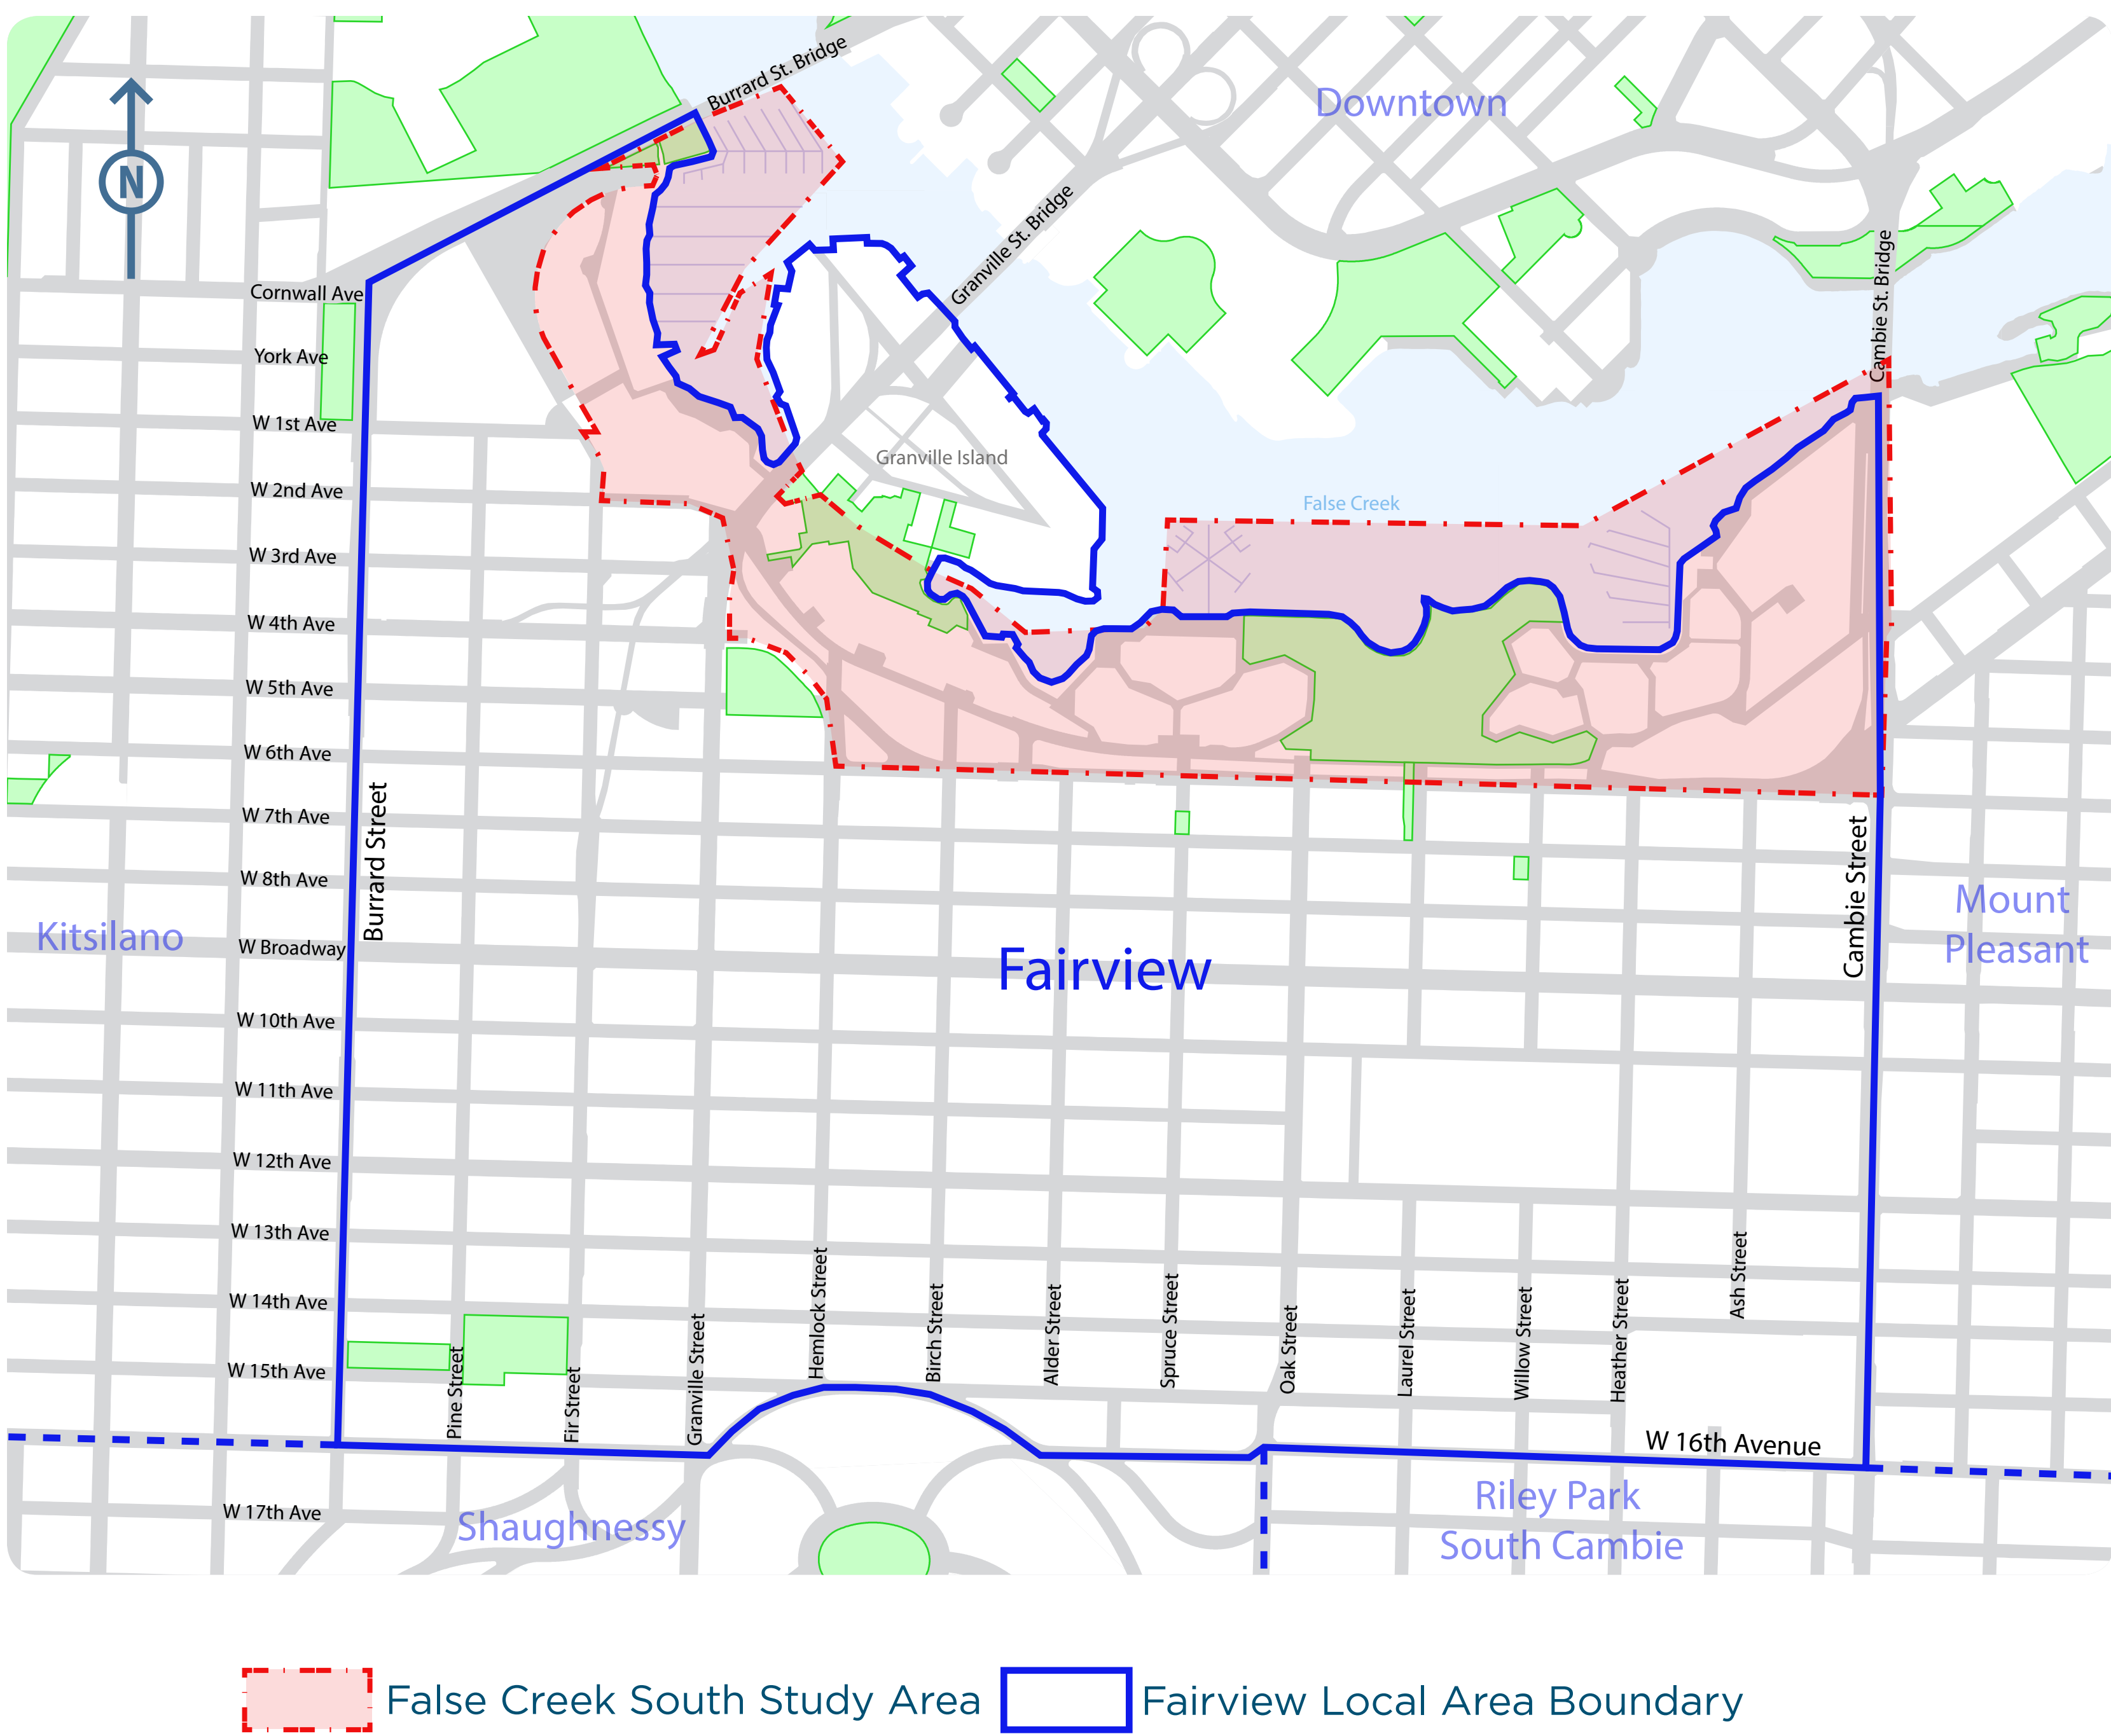 Burrard St. Bridge
Downtown
N
Granville St. Bridge
Cambie St. Bridge
Cornwall Ave
York Ave
W 1st Ave
Granville Island
W 2nd Ave
False Creek
W 3rd Ave
W 4th Ave
W 5th Ave
W 6th Ave
W 7th Ave
Burrard Street
Cambie Street
W 8th Ave
Mount
Pleasant
Kitsilano
W Broadway
Fairview
W 10th Ave
W 11th Ave
W 12th Ave
W 13th Ave
W 14th Ave
W 15th Ave
Pine Street
Fir Street
Granville Street
Hemlock Street
Birch Street
Alder Street
Spruce Street
Oak Street
Laurel Street
Willow Street
Heather Street
Ash Street
W 16th Avenue
W 17th Ave
Shaughnessy
Riley Park
South Cambie
False Creek South Study Area
Fairview Local Area Boundary